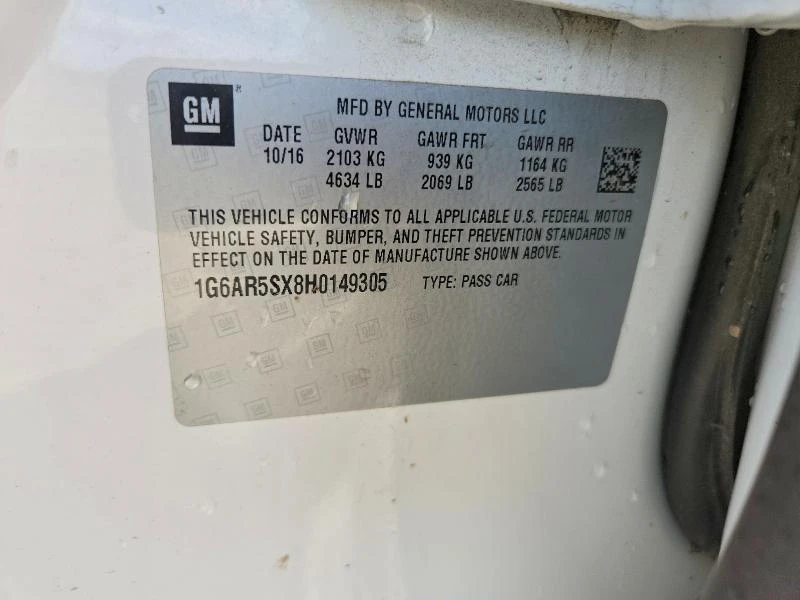 GM
MFD BY GENERAL MOTORS LLC
DATE GVWR GAWR FRT GAWR RR
10/16 2103 KG 939 KG 1164 KG
4634 LB 2069 LB 2565 LB
THIS VEHICLE CONFORMS TO ALL APPLICABLE U.S. FEDERAL MOTOR
VEHICLE SAFETY, BUMPER, AND THEFT PREVENTION STANDARDS IN
EFFECT ON THE DATE OF MANUFACTURE SHOWN ABOVE.
1G6AR5SX8H0149305 TYPE: PASS CAR